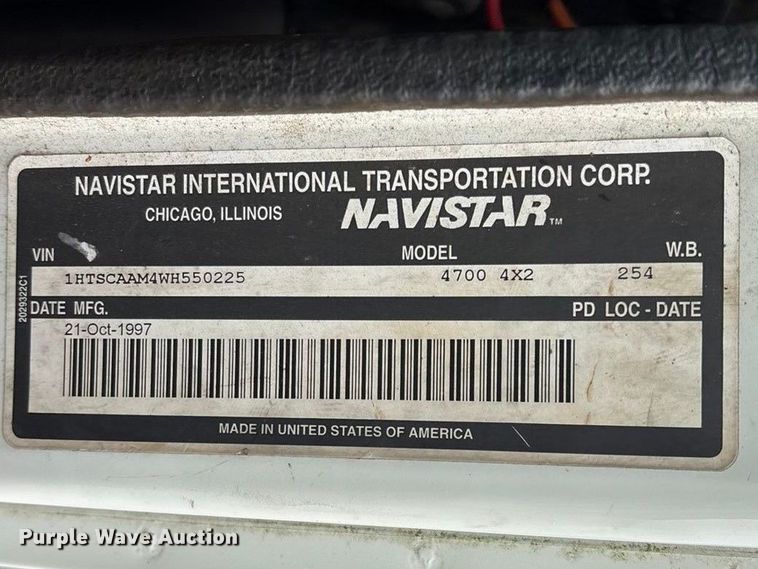 NAVISTAR INTERNATIONAL TRANSPORTATION CORP.
CHICAGO, ILLINOIS NAVISTAR™
VIN MODEL W.B.
1HTSCAAM4WH550225 4700 4X2 254
2029322C1
DATE MFG. PD LOC - DATE
21-Oct-1997
MADE IN UNITED STATES OF AMERICA
Purple Wave Auction